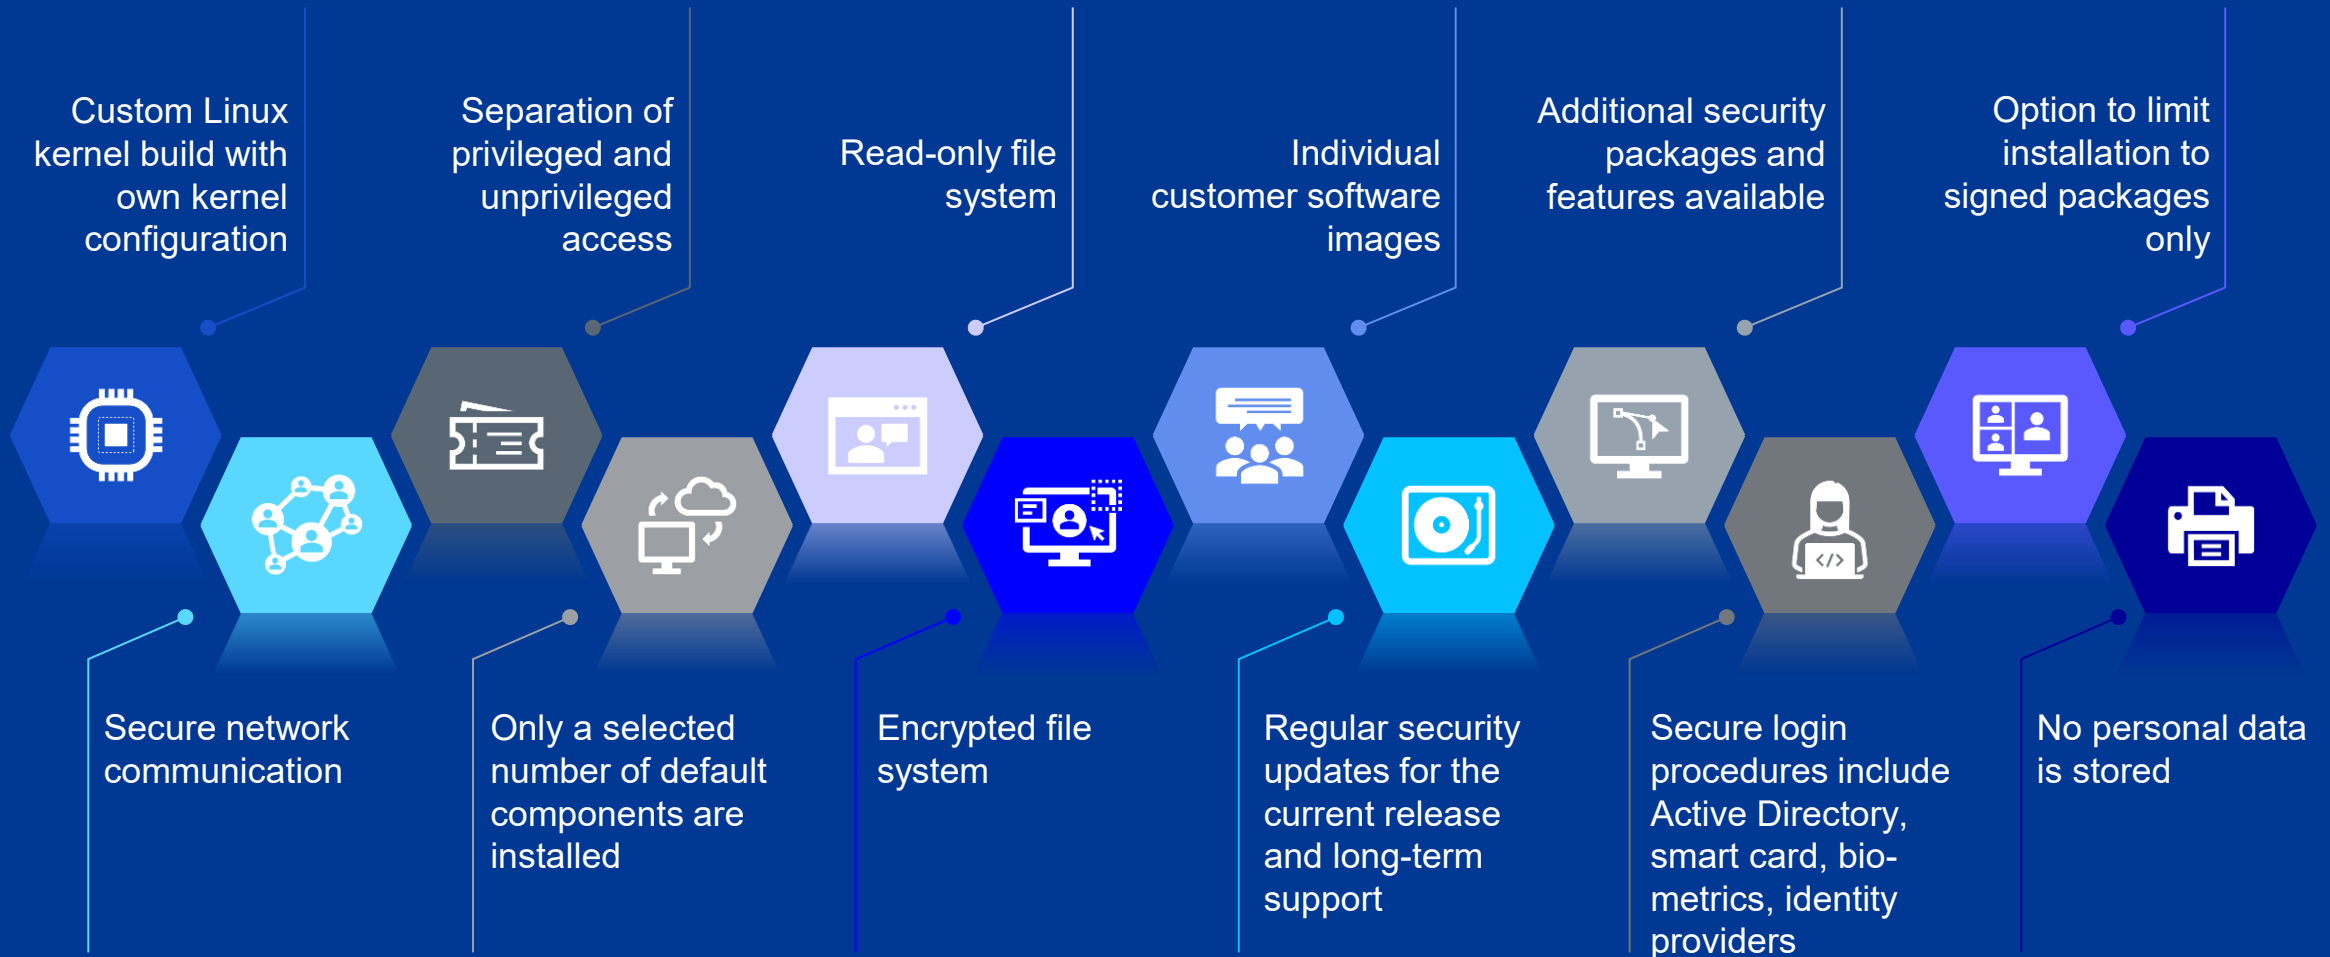 Custom Linux
kernel build with
own kernel
configuration
Separation of
privileged and
unprivileged
access
Read-only file
system
Individual
customer software
images
Additional security
packages and
features available
Option to limit
installation to
signed packages
only
</>
Secure network
communication
Only a selected
number of default
components are
installed
Encrypted file
system
Regular security
updates for the
current release
and long-term
support
Secure login
procedures include
Active Directory,
smart card, bio-
metrics, identity
providers
No personal data
is stored